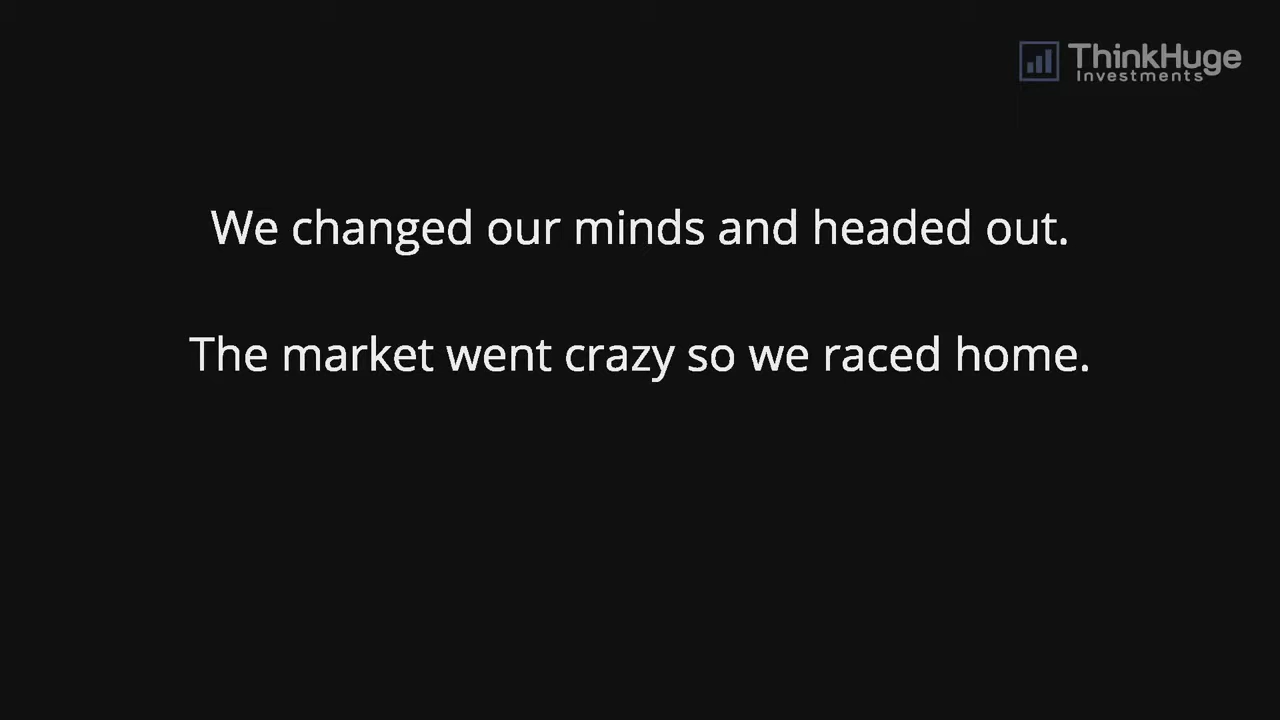 ThinkHuge
Investments
We changed our minds and headed out.
The market went crazy so we raced home.